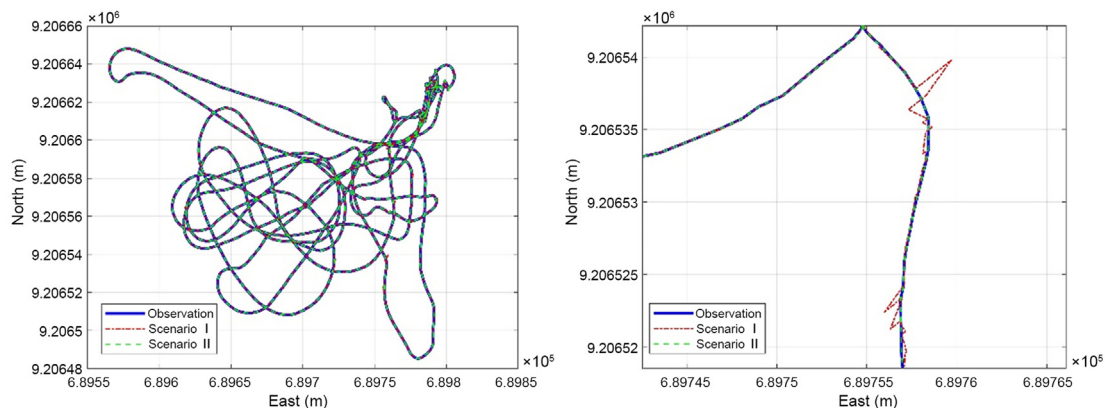 ×10⁶
9.20666
9.20664
9.20662
9.2066
9.20658
9.20656
9.20654
9.20652
9.2065
9.20648
North (m)
Observation
Scenario I
Scenario II
6.8955 6.896 6.8965 6.897 6.8975 6.898 6.8985
×10⁵
East (m)
×10⁶
9.20654
9.206535
9.20653
9.206525
9.20652
North (m)
Observation
Scenario I
Scenario II
6.89745 6.8975 6.89755 6.8976 6.89765
×10⁵
East (m)